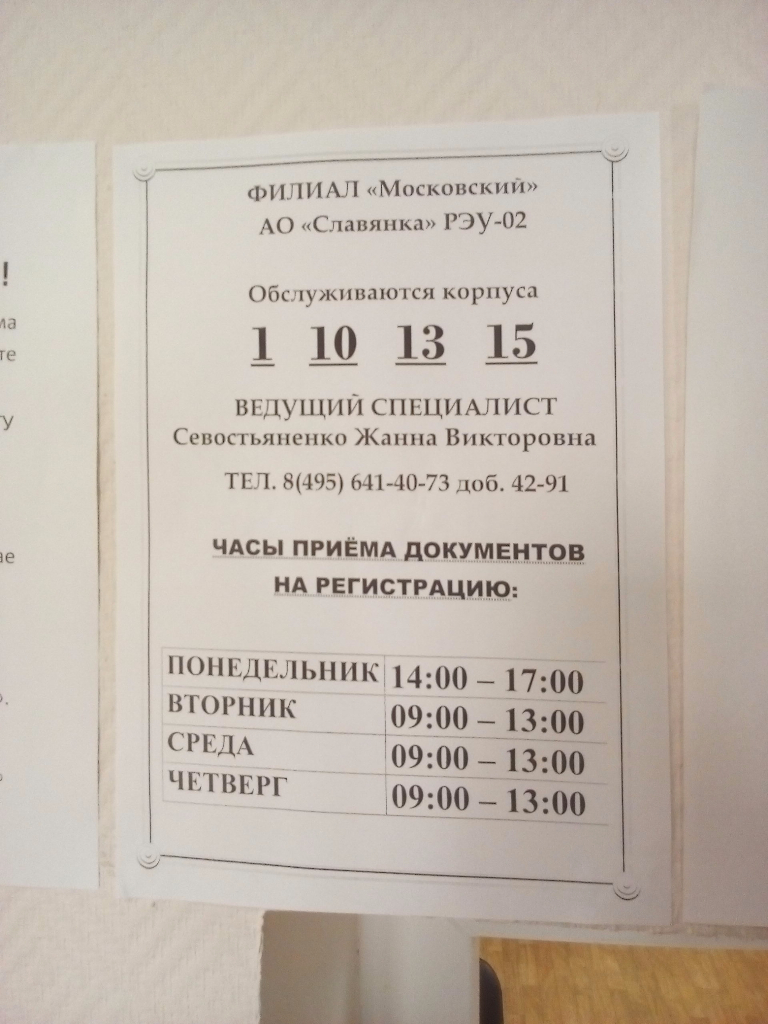 ФИЛИАЛ «Московский»
АО «Славянка» РЭУ-02
Обслуживаются корпуса
1 10 13 15
ВЕДУЩИЙ СПЕЦИАЛИСТ
Севостьяненко Жанна Викторовна
ТЕЛ. 8(495) 641-40-73 доб. 42-91
ЧАСЫ ПРИЁМА ДОКУМЕНТОВ
НА РЕГИСТРАЦИЮ:
ПОНЕДЕЛЬНИК 14:00 – 17:00
ВТОРНИК 09:00 – 13:00
СРЕДА 09:00 – 13:00
ЧЕТВЕРГ 09:00 – 13:00